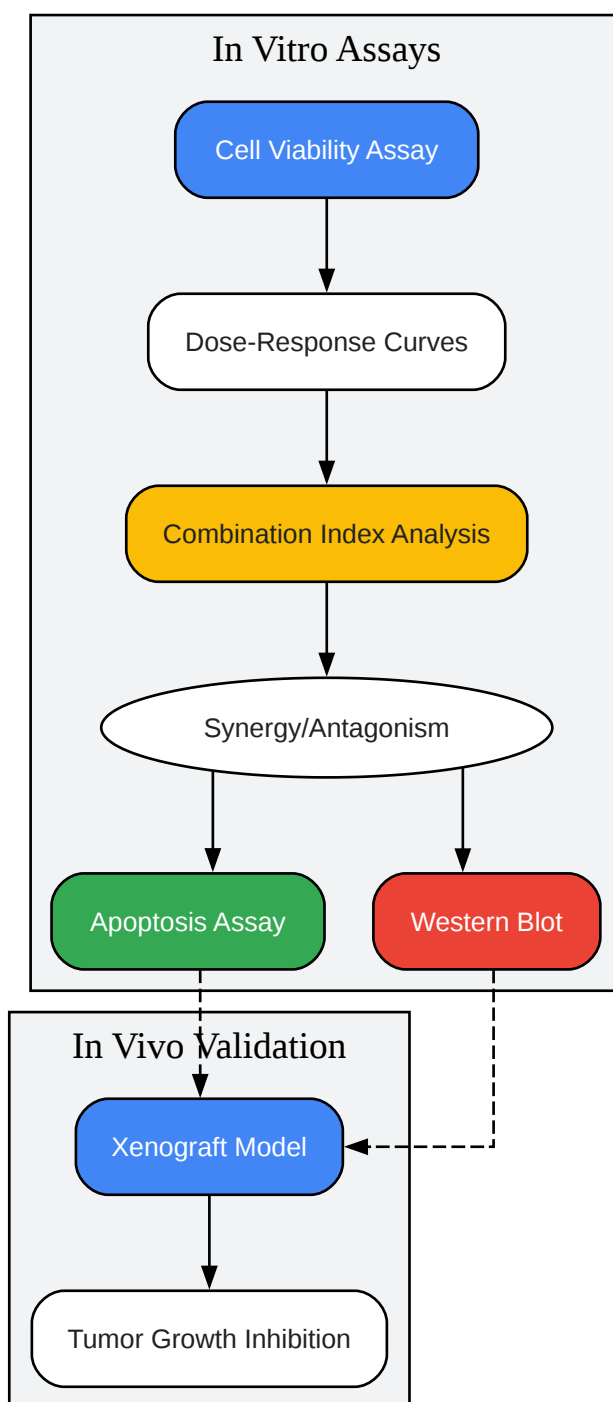 In Vitro Assays
Cell Viability Assay
Dose-Response Curves
Combination Index Analysis
Synergy/Antagonism
Apoptosis Assay
Western Blot
In Vivo Validation
Xenograft Model
Tumor Growth Inhibition